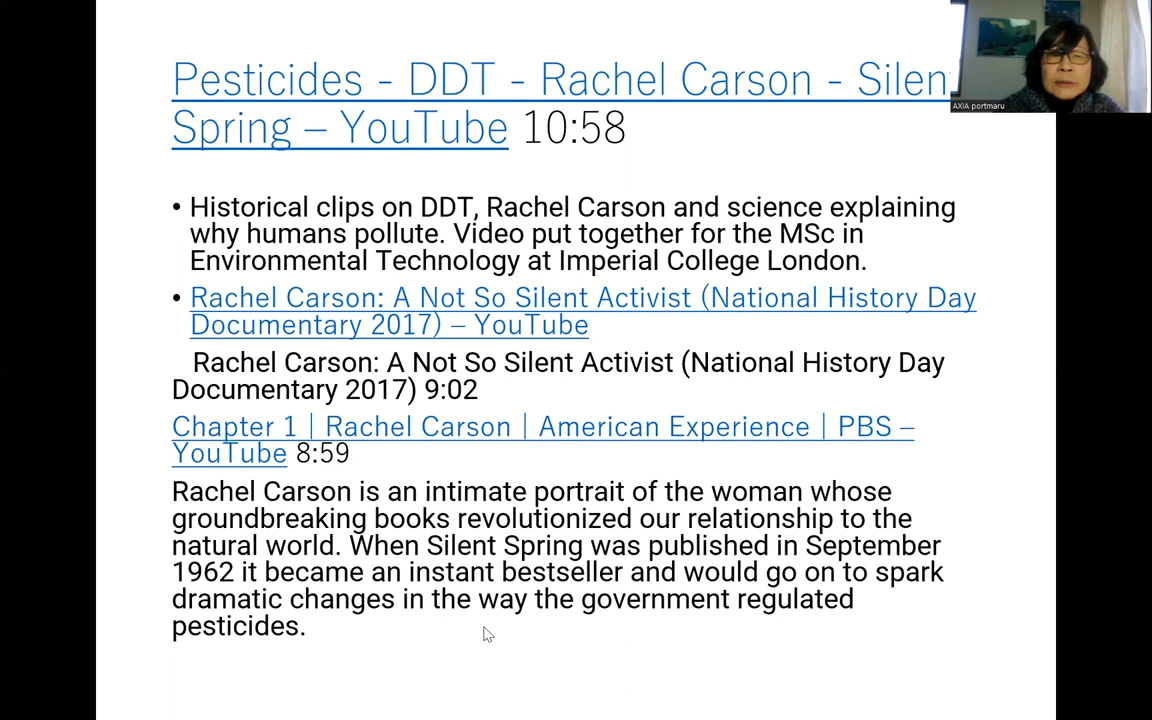 Pesticides - DDT - Rachel Carson - Silen
Spring – YouTube 10:58
AXIA portmaru
• Historical clips on DDT, Rachel Carson and science explaining
why humans pollute. Video put together for the MSc in
Environmental Technology at Imperial College London.
• Rachel Carson: A Not So Silent Activist (National History Day
Documentary 2017) – YouTube
Rachel Carson: A Not So Silent Activist (National History Day
Documentary 2017) 9:02
Chapter 1 | Rachel Carson | American Experience | PBS –
YouTube 8:59
Rachel Carson is an intimate portrait of the woman whose
groundbreaking books revolutionized our relationship to the
natural world. When Silent Spring was published in September
1962 it became an instant bestseller and would go on to spark
dramatic changes in the way the government regulated
pesticides.